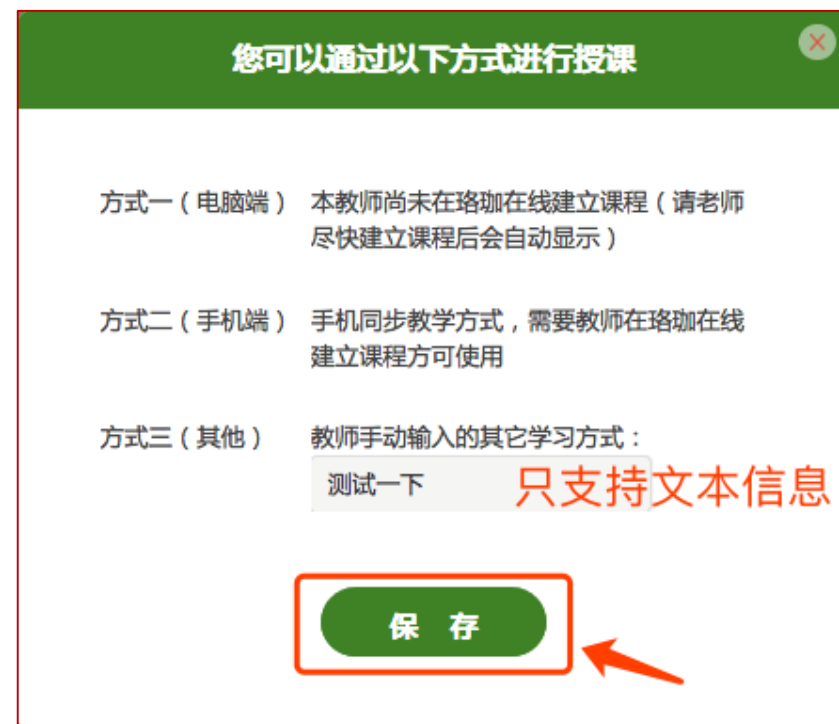 您可以通过以下方式进行授课
方式一（电脑端） 本教师尚未在珞珈在线建立课程（请老师
尽快建立课程后会自动显示）
方式二（手机端） 手机同步教学方式，需要教师在珞珈在线
建立课程方可使用
方式三（其他） 教师手动输入的其它学习方式：
测试一下 只支持文本信息
保 存